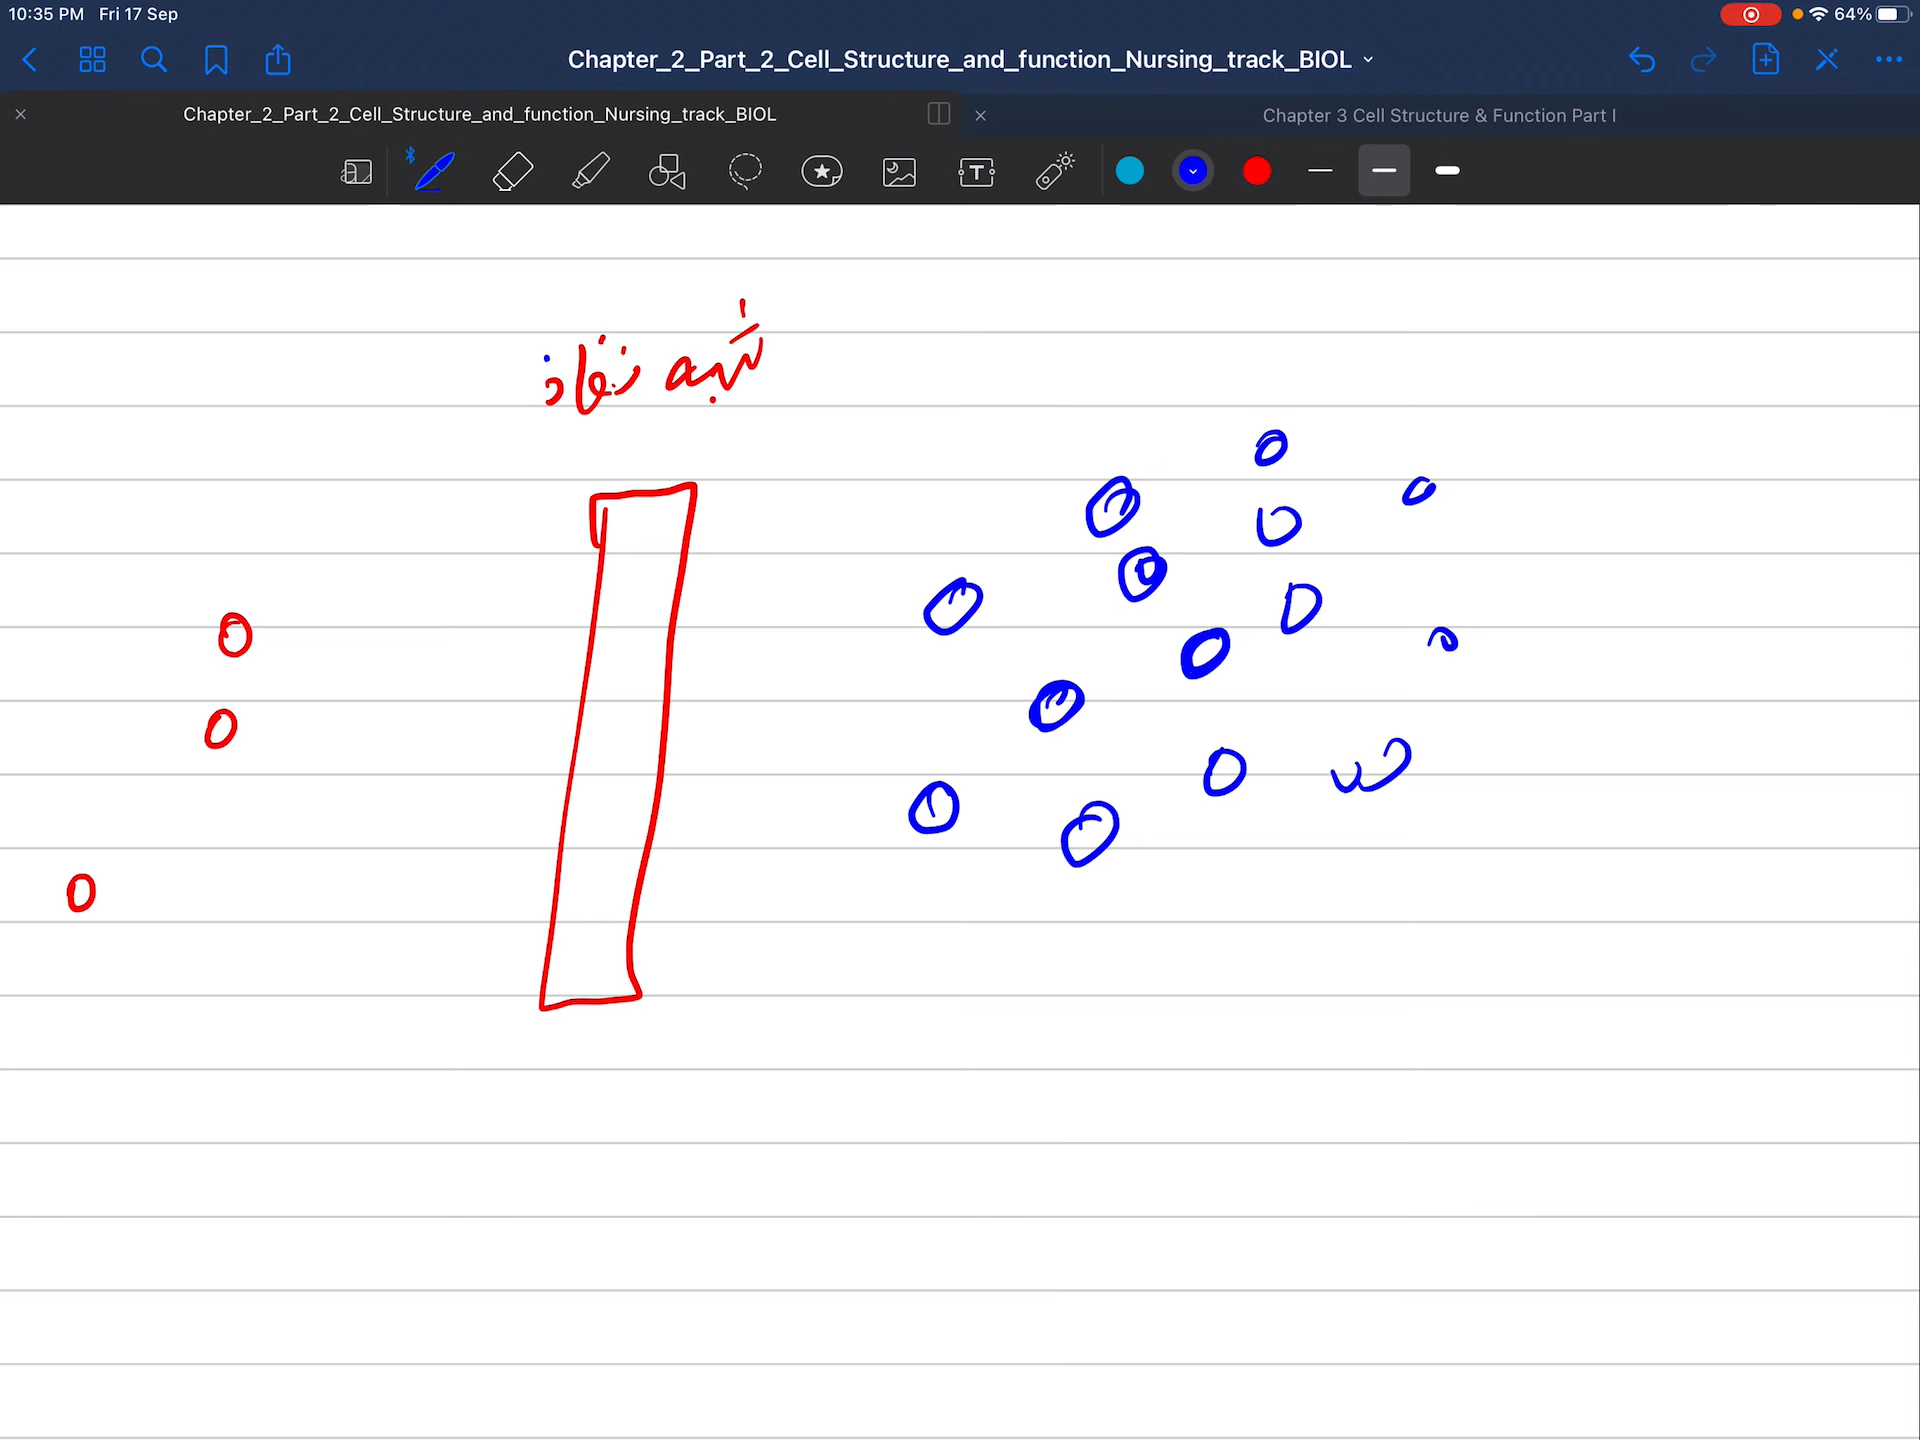 10:35 PM Fri 17 Sep
64%
Chapter_2_Part_2_Cell_Structure_and_function_Nursing_track_BIOL
Chapter_2_Part_2_Cell_Structure_and_function_Nursing_track_BIOL
Chapter 3 Cell Structure & Function Part I
شبه نفاذ